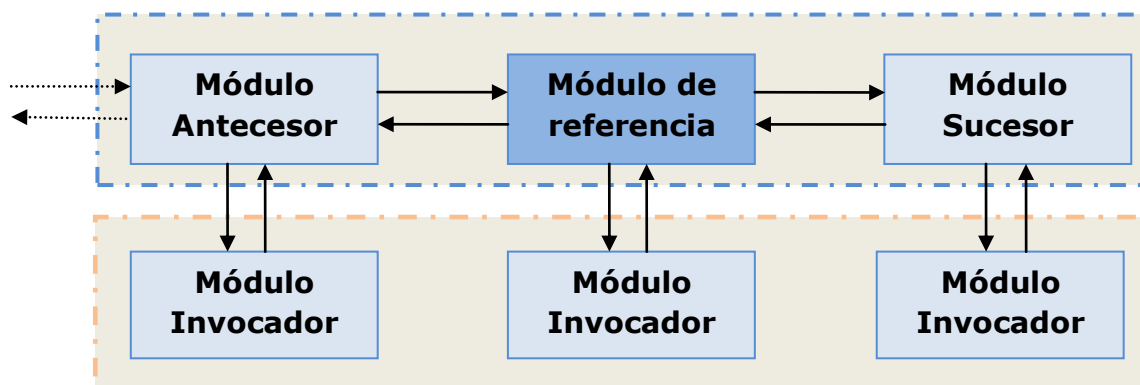 Módulo
Antecesor
Módulo de
referencia
Módulo
Sucesor
Módulo
Invocador
Módulo
Invocador
Módulo
Invocador